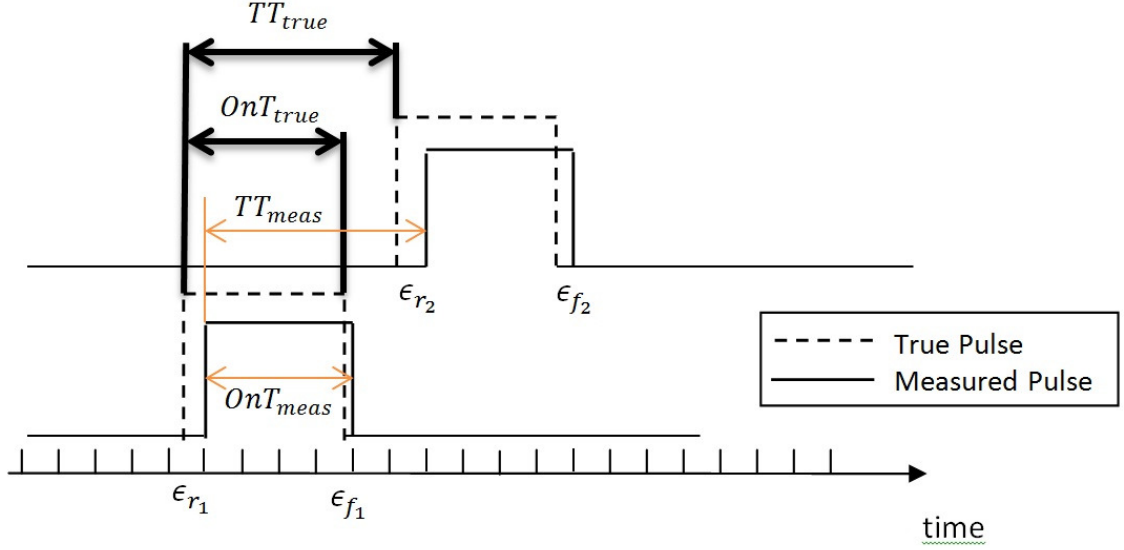 TT_true
OnT_true
TT_meas
ϵ_r₂ ϵ_f₂
True Pulse
Measured Pulse
OnT_meas
ϵ_r₁ ϵ_f₁
time